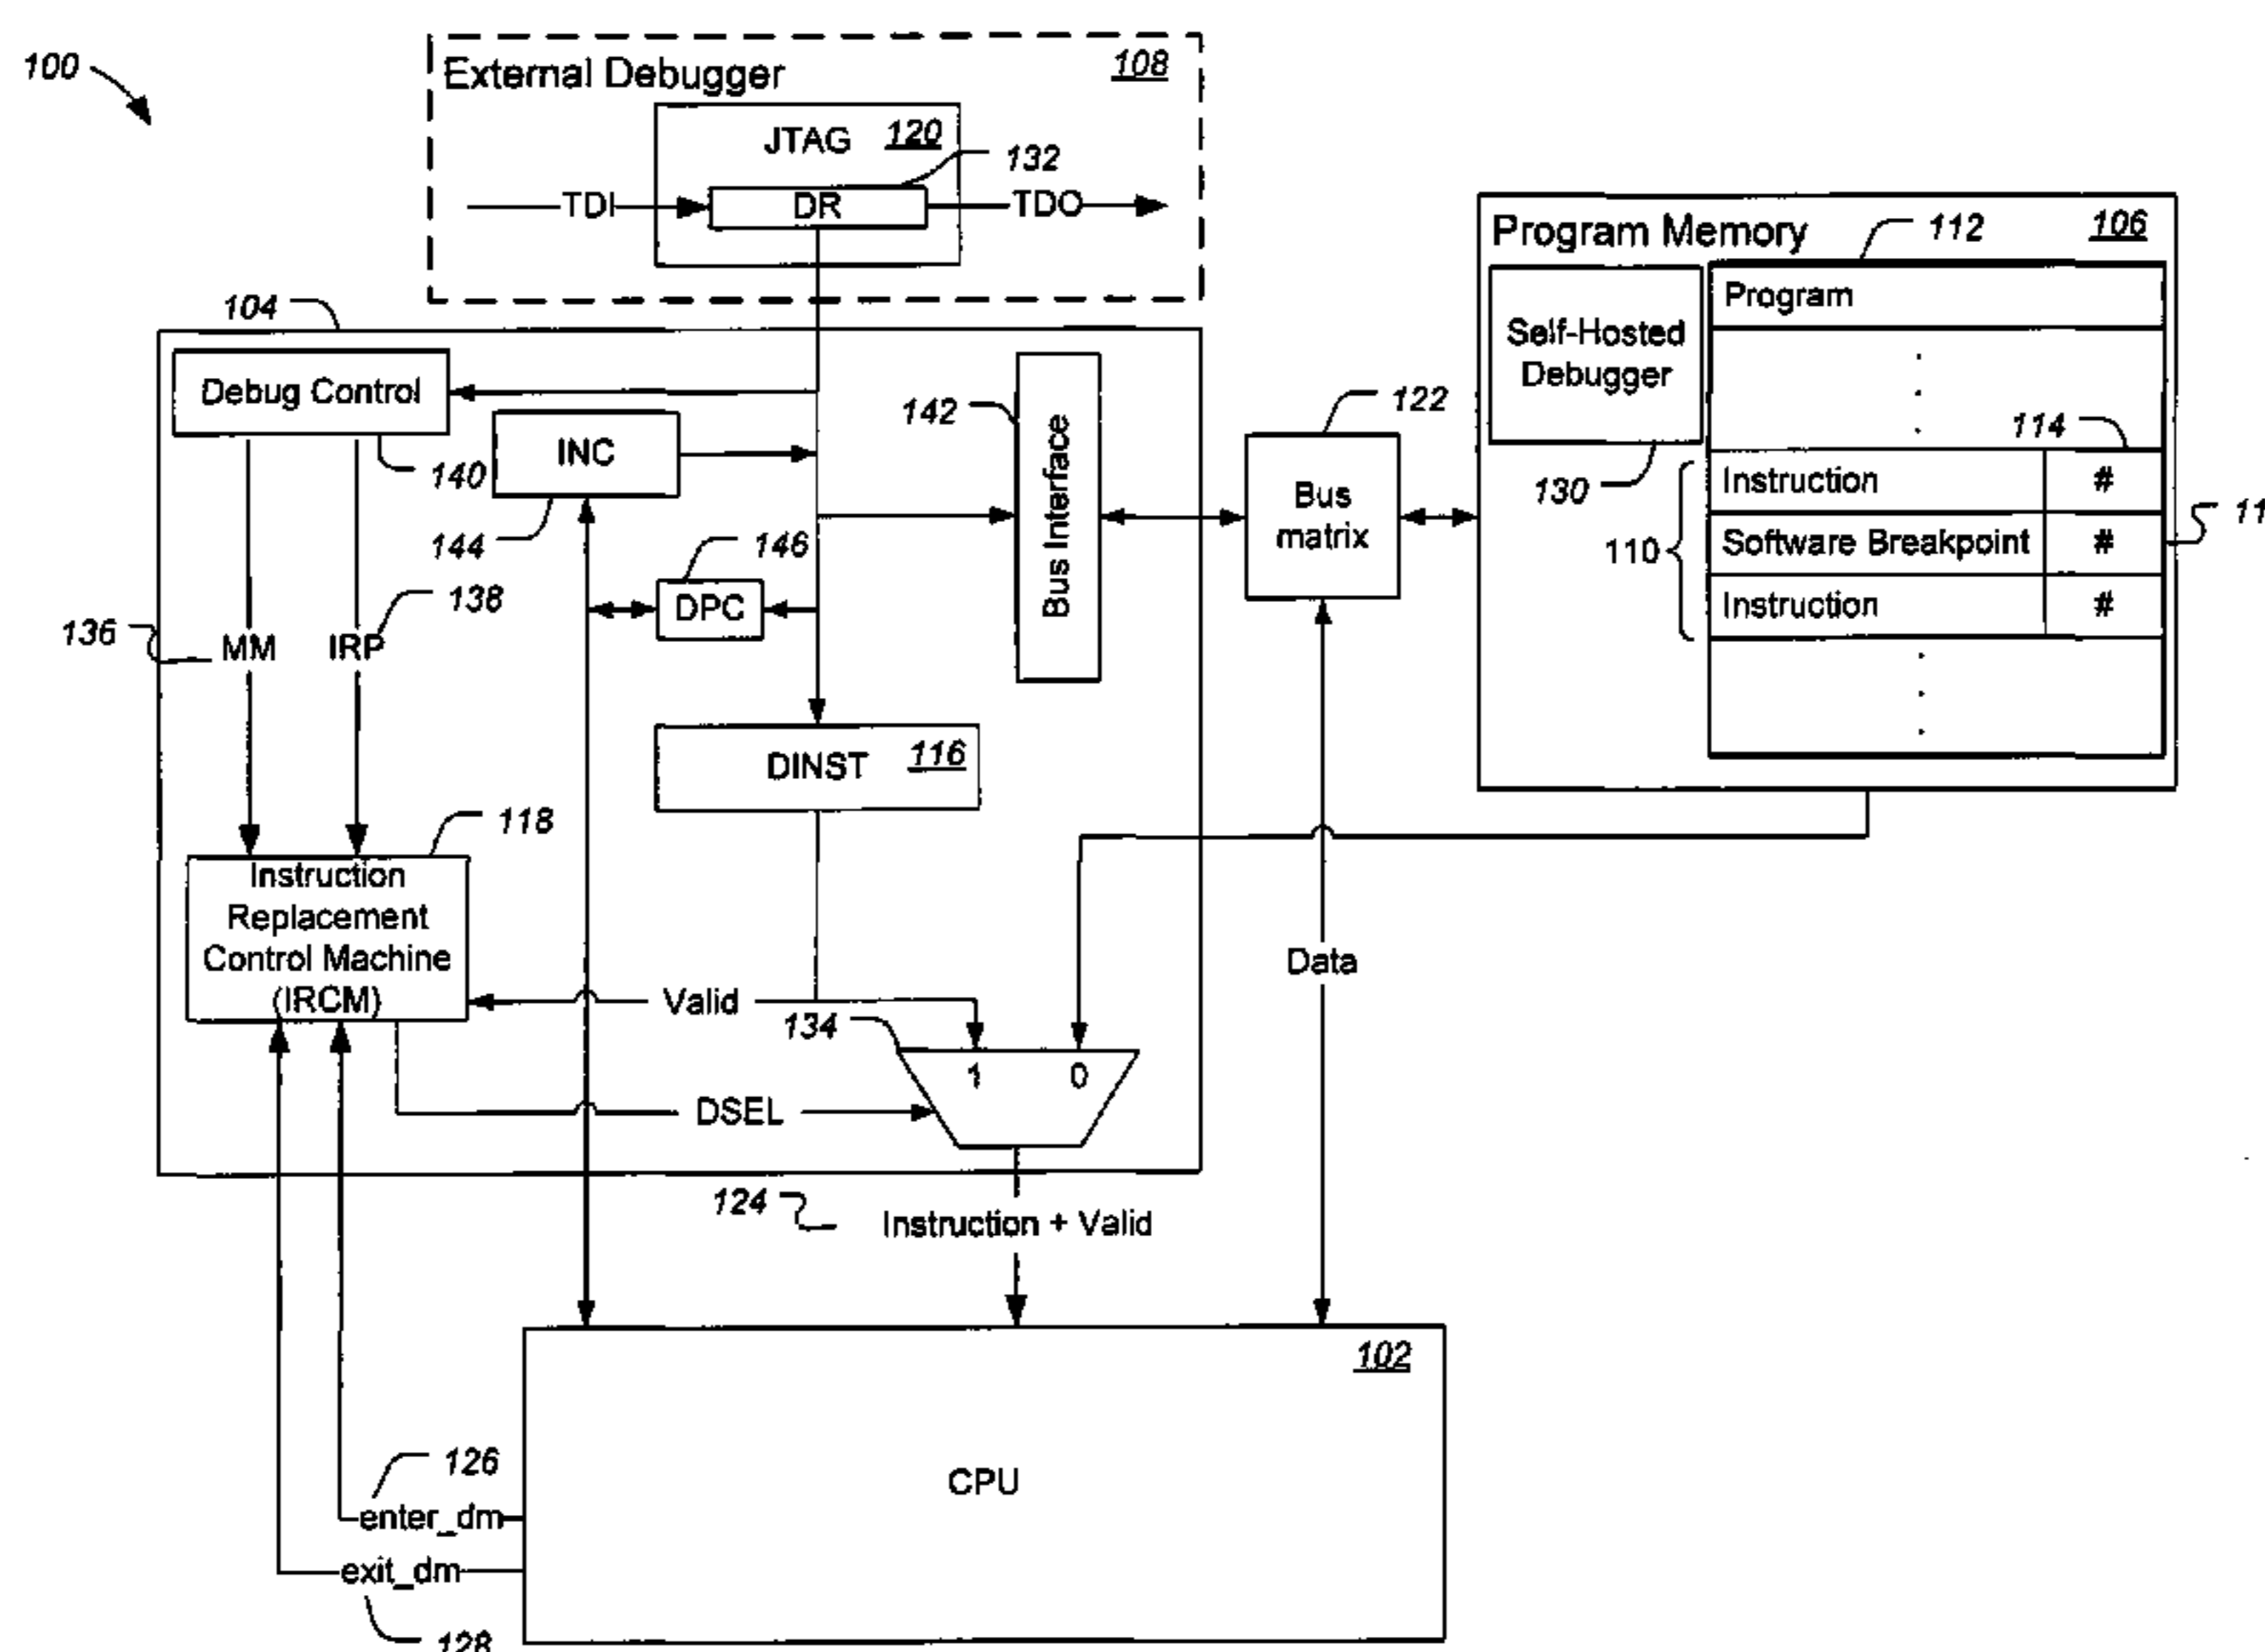 100
External Debugger 108
JTAG 120
132
TDI DR TDO
Program Memory 106
112
Program
Self-Hosted
Debugger
104
Debug Control
140
INC
144
142
Bus Interface
122
Bus
matrix
114
130
110
Instruction #
Software Breakpoint #
11
Instruction #
146
DPC
138
136
MM IRP
DINST 116
118
Instruction
Replacement
Control Machine
(IRCM)
Valid
134
1 0
DSEL
Data
124
Instruction + Valid
102
CPU
126
enter_dm
exit_dm
128